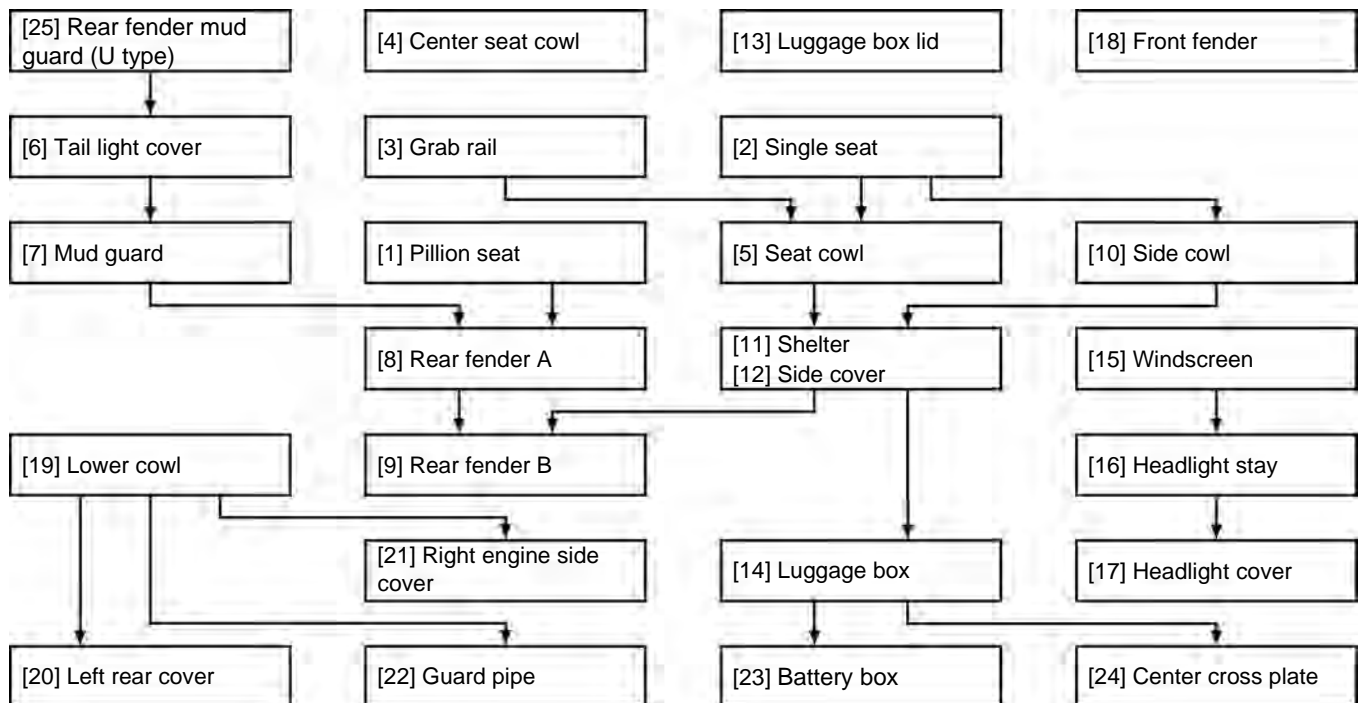 [25] Rear fender mud
guard (U type)
[4] Center seat cowl
[13] Luggage box lid
[18] Front fender
[6] Tail light cover
[3] Grab rail
[2] Single seat
[7] Mud guard
[1] Pillion seat
[5] Seat cowl
[10] Side cowl
[8] Rear fender A
[11] Shelter
[12] Side cover
[15] Windscreen
[19] Lower cowl
[9] Rear fender B
[16] Headlight stay
[21] Right engine side
cover
[14] Luggage box
[17] Headlight cover
[20] Left rear cover
[22] Guard pipe
[23] Battery box
[24] Center cross plate